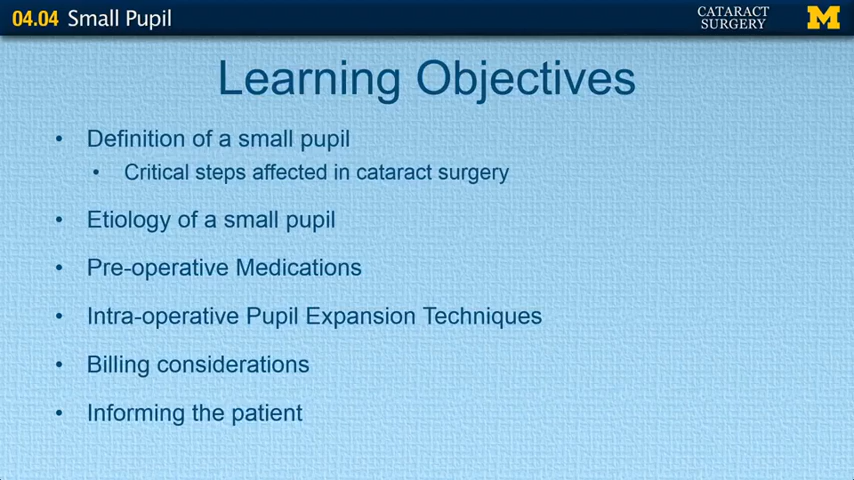 04.04 Small Pupil
CATARACT
SURGERY
M
Learning Objectives
• Definition of a small pupil
• Critical steps affected in cataract surgery
• Etiology of a small pupil
• Pre-operative Medications
• Intra-operative Pupil Expansion Techniques
• Billing considerations
• Informing the patient